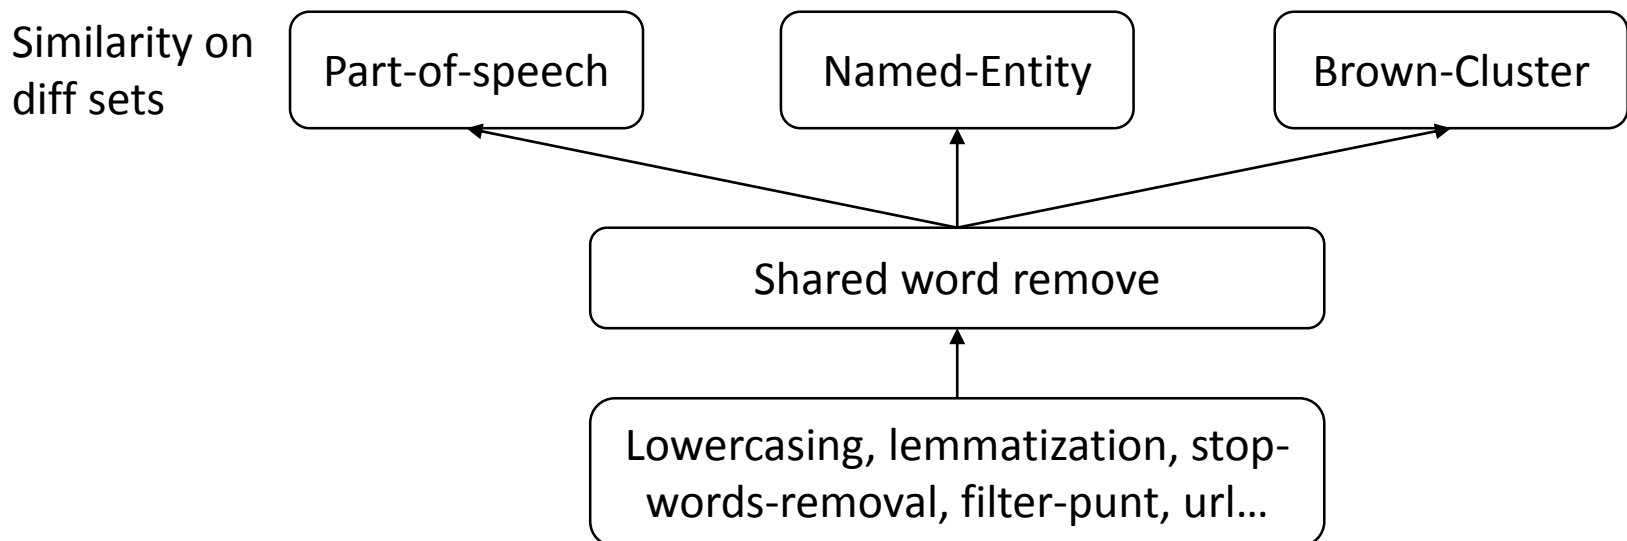 Similarity on
diff sets
Part-of-speech
Named-Entity
Brown-Cluster
Shared word remove
Lowercasing, lemmatization, stop-
words-removal, filter-punt, url…